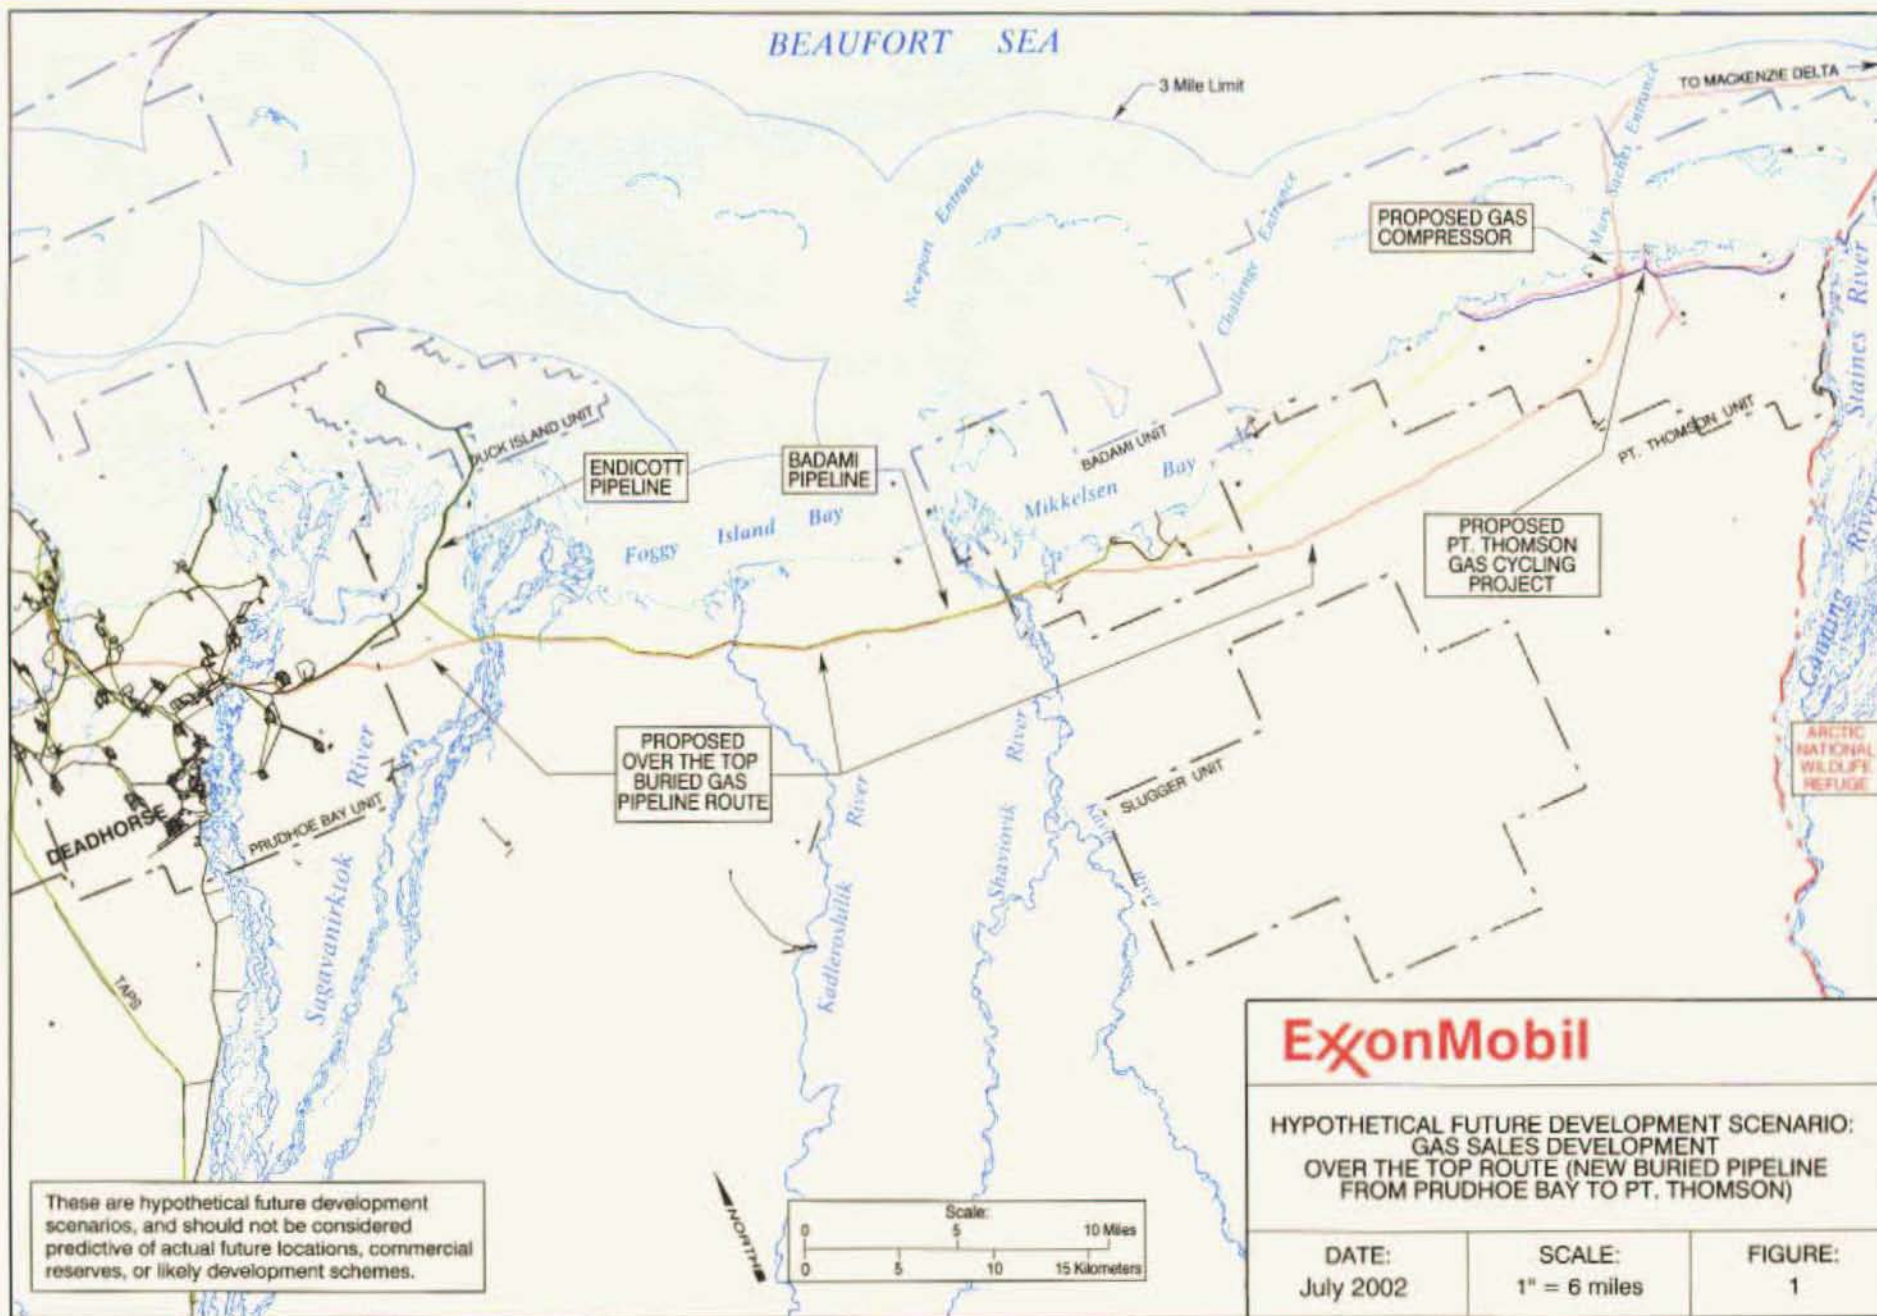 BEAUFORT SEA
3 Mile Limit
TO MACKENZIE DELTA
Mary Sachs Entrance
Newport Entrance
Challenge Entrance
PROPOSED GAS
COMPRESSOR
Staines River
DUCK ISLAND UNIT
ENDICOTT
PIPELINE
BADAMI
PIPELINE
BADAMI UNIT
PT. THOMSON UNIT
Foggy Island Bay
Mikkelsen Bay
PROPOSED
PT. THOMSON
GAS CYCLING
PROJECT
Canning River
PROPOSED
OVER THE TOP
BURIED GAS
PIPELINE ROUTE
ARCTIC
NATIONAL
WILDLIFE
REFUGE
SLUGGER UNIT
DEADHORSE
PRUDHOE BAY UNIT
Sagavanirktok River
Kadleroshilik River
Shaviovik River
River
TAPS
ExxonMobil
HYPOTHETICAL FUTURE DEVELOPMENT SCENARIO:
GAS SALES DEVELOPMENT
OVER THE TOP ROUTE (NEW BURIED PIPELINE
FROM PRUDHOE BAY TO PT. THOMSON)
DATE:
July 2002
SCALE:
1" = 6 miles
FIGURE:
1
These are hypothetical future development
scenarios, and should not be considered
predictive of actual future locations, commercial
reserves, or likely development schemes.
NORTH
Scale:
0 5 10 Miles
0 5 10 15 Kilometers